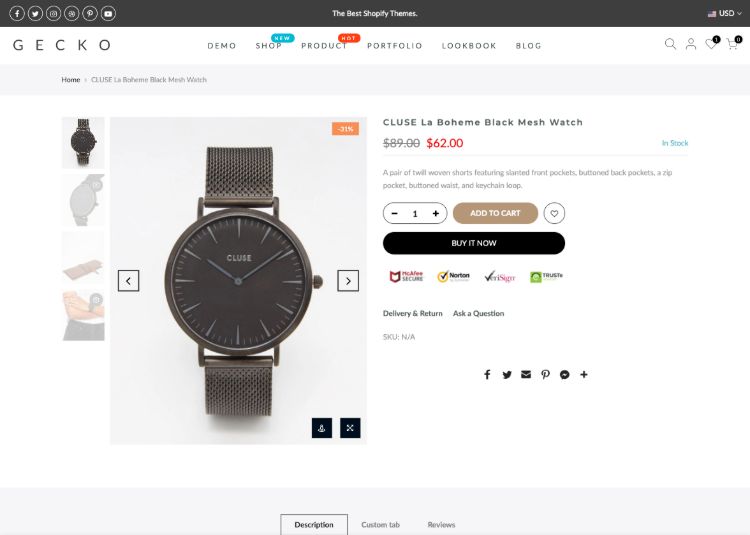 The Best Shopify Themes.
USD
GECKO
DEMO
SHOP
NEW
PRODUCT
HOT
PORTFOLIO
LOOKBOOK
BLOG
1
0
Home > CLUSE La Boheme Black Mesh Watch
-31%
CLUSE
CLUSE La Boheme Black Mesh Watch
$89.00 $62.00
In Stock
A pair of twill woven shorts featuring slanted front pockets, buttoned back pockets, a zip
pocket, buttoned waist, and keychain loop.
− 1 +
ADD TO CART
BUY IT NOW
McAfee
SECURE
Norton
VeriSign
TRUSTe
Delivery & Return
Ask a Question
SKU: N/A
Description
Custom tab
Reviews